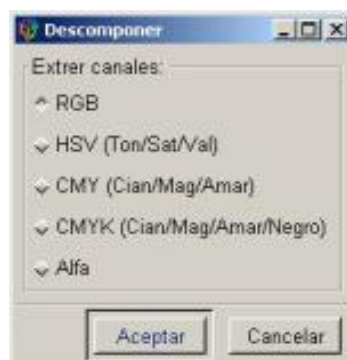 Descomponer
Extrer canales:
RGB
HSV (Ton/Sat/Val)
CMY (Cian/Mag/Amar)
CMYK (Cian/Mag/Amar/Negro)
Alfa
Aceptar
Cancelar